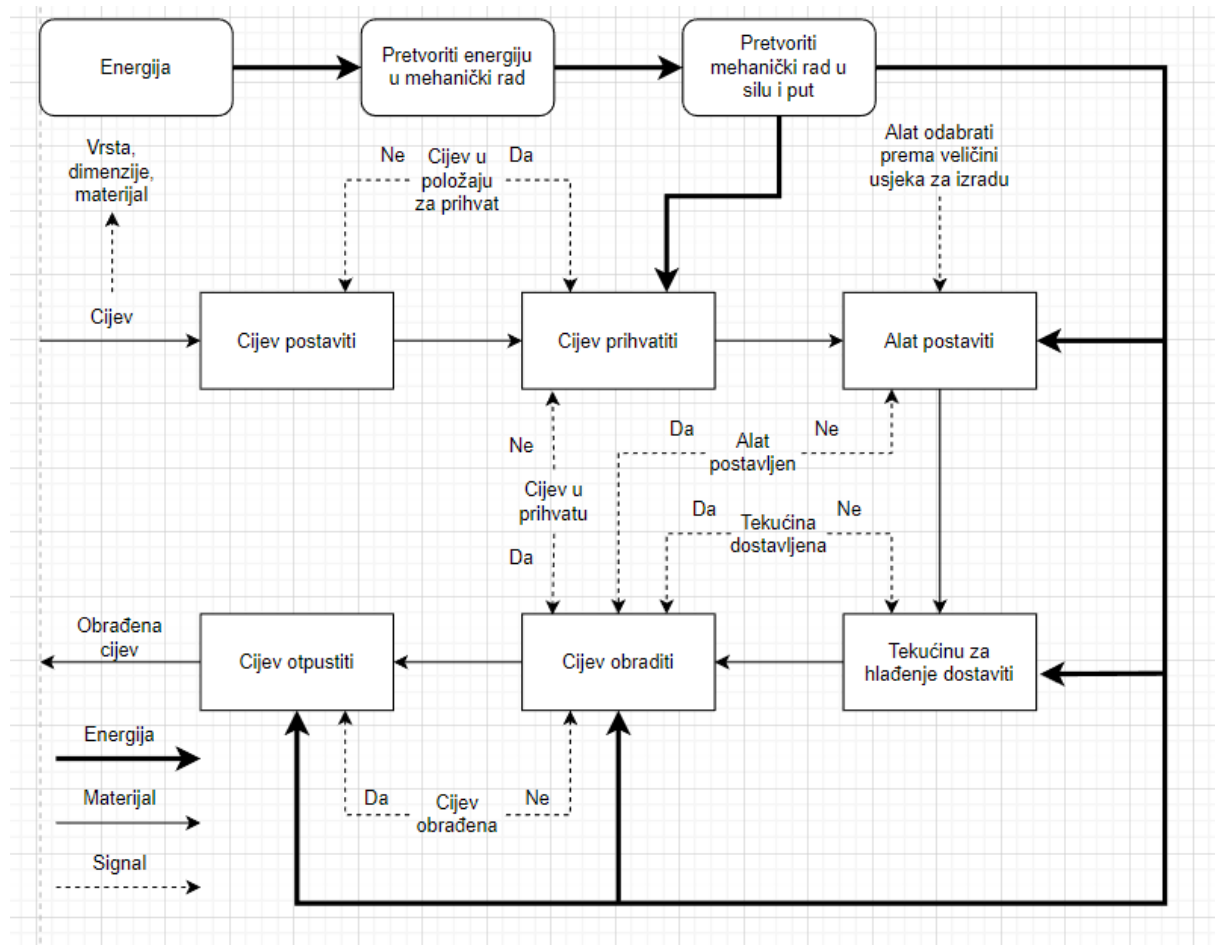 Energija
Pretvoriti energiju
u mehanički rad
Pretvoriti
mehanički rad u
silu i put
Vrsta,
dimenzije,
materijal
Ne
Cijev u
položaju
za prihvat
Da
Alat odabrati
prema veličini
usjeka za izradu
Cijev
Cijev postaviti
Cijev prihvatiti
Alat postaviti
Ne
Cijev u
prihvatu
Da
Da
Alat
postavljen
Ne
Da
Tekućina
dostavljena
Ne
Obrađena
cijev
Cijev otpustiti
Cijev obraditi
Tekućinu za
hlađenje dostaviti
Energija
Materijal
Signal
Da
Cijev
obrađena
Ne